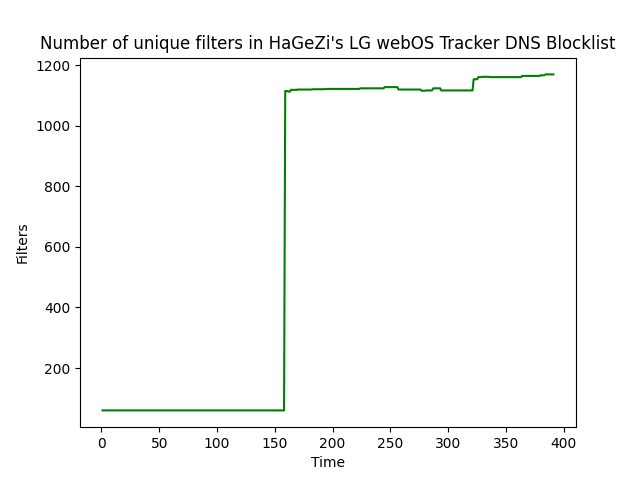 Number of unique filters in HaGeZi's LG webOS Tracker DNS Blocklist
1200
1000
800
600
400
200
Filters
0 50 100 150 200 250 300 350 400
Time